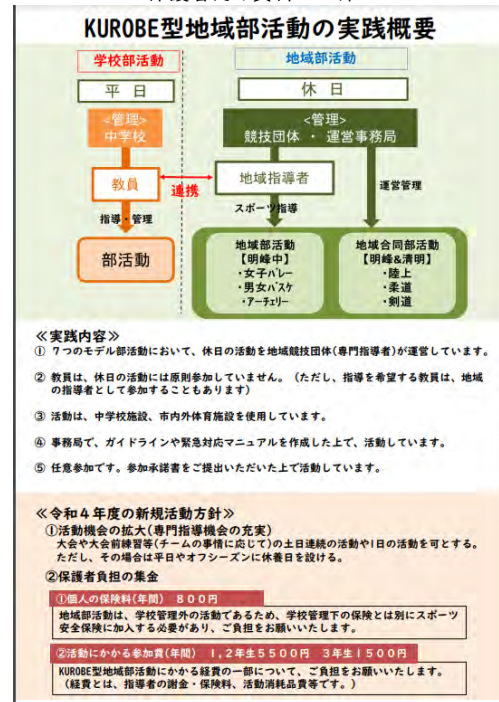 KUROBE型地域部活動の実践概要
学校部活動
地域部活動
平日
休日
<管理>
中学校
<管理>
競技団体 ・ 運営事務局
教員
連携
地域指導者
運営管理
指導・管理
スポーツ指導
部活動
地域部活動
【明峰中】
・女子バレー
・男女バスケ
・アーチェリー
地域合同部活動
【明峰&清明】
・陸上
・柔道
・剣道
≪実践内容≫
① 7つのモデル部活動において、休日の活動を地域競技団体(専門指導者)が運営しています。
② 教員は、休日の活動には原則参加していません。(ただし、指導を希望する教員は、地域
の指導者として参加することもあります)
③ 活動は、中学校施設、市内外体育施設を使用しています。
④ 事務局で、ガイドラインや緊急対応マニュアルを作成した上で、活動しています。
⑤ 任意参加です。参加承諾書をご提出いただいた上で活動しています。
≪令和4年度の新規活動方針≫
①活動機会の拡大(専門指導機会の充実)
大会や大会前練習等(チームの事情に応じて)の土日連続の活動や1日の活動を可とする。
ただし、その場合は平日やオフシーズンに休養日を設ける。
②保護者負担の集金
①個人の保険料(年間) 800円
地域部活動は、学校管理外の活動であるため、学校管理下の保険とは別にスポーツ
安全保険に加入する必要があり、ご負担をお願いいたします。
②活動にかかる参加費(年間) 1,2年生5500円 3年生1500円
KUROBE型地域部活動にかかる経費の一部について、ご負担をお願いいたします。
(経費とは、指導者の謝金・保険料、活動消耗品費等です。)